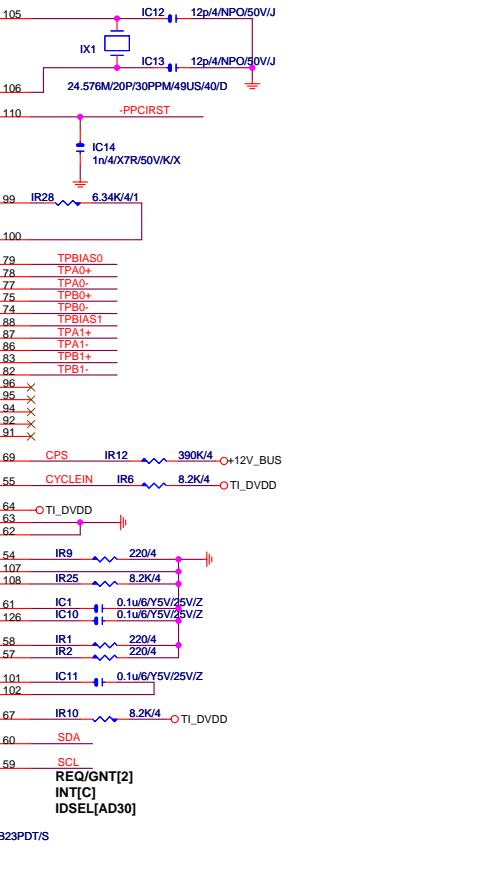 105 IC12 12p/4/NPO/50V/J
IX1
IC13 12p/4/NPO/50V/J
106 24.576M/20P/30PPM/49US/40/D
110 -PPCIRST
IC14
1n/4/X7R/50V/K/X
99 IR28 6.34K/4/1
100
79 TPBIAS0
78 TPA0+
77 TPA0-
75 TPB0+
74 TPB0-
88 TPBIAS1
87 TPA1+
86 TPA1-
83 TPB1+
82 TPB1-
96
95
94
92
91
69 CPS IR12 390K/4 +12V_BUS
55 CYCLEIN IR6 8.2K/4 TI_DVDD
64 TI_DVDD
63
62
54 IR9 220/4
107
108 IR25 8.2K/4
61 IC1 0.1u/6/Y5V/25V/Z
126 IC10 0.1u/6/Y5V/25V/Z
58 IR1 220/4
57 IR2 220/4
101 IC11 0.1u/6/Y5V/25V/Z
102
67 IR10 8.2K/4 TI_DVDD
60 SDA
59 SCL
REQ/GNT[2]
INT[C]
IDSEL[AD30]
B23PDT/S